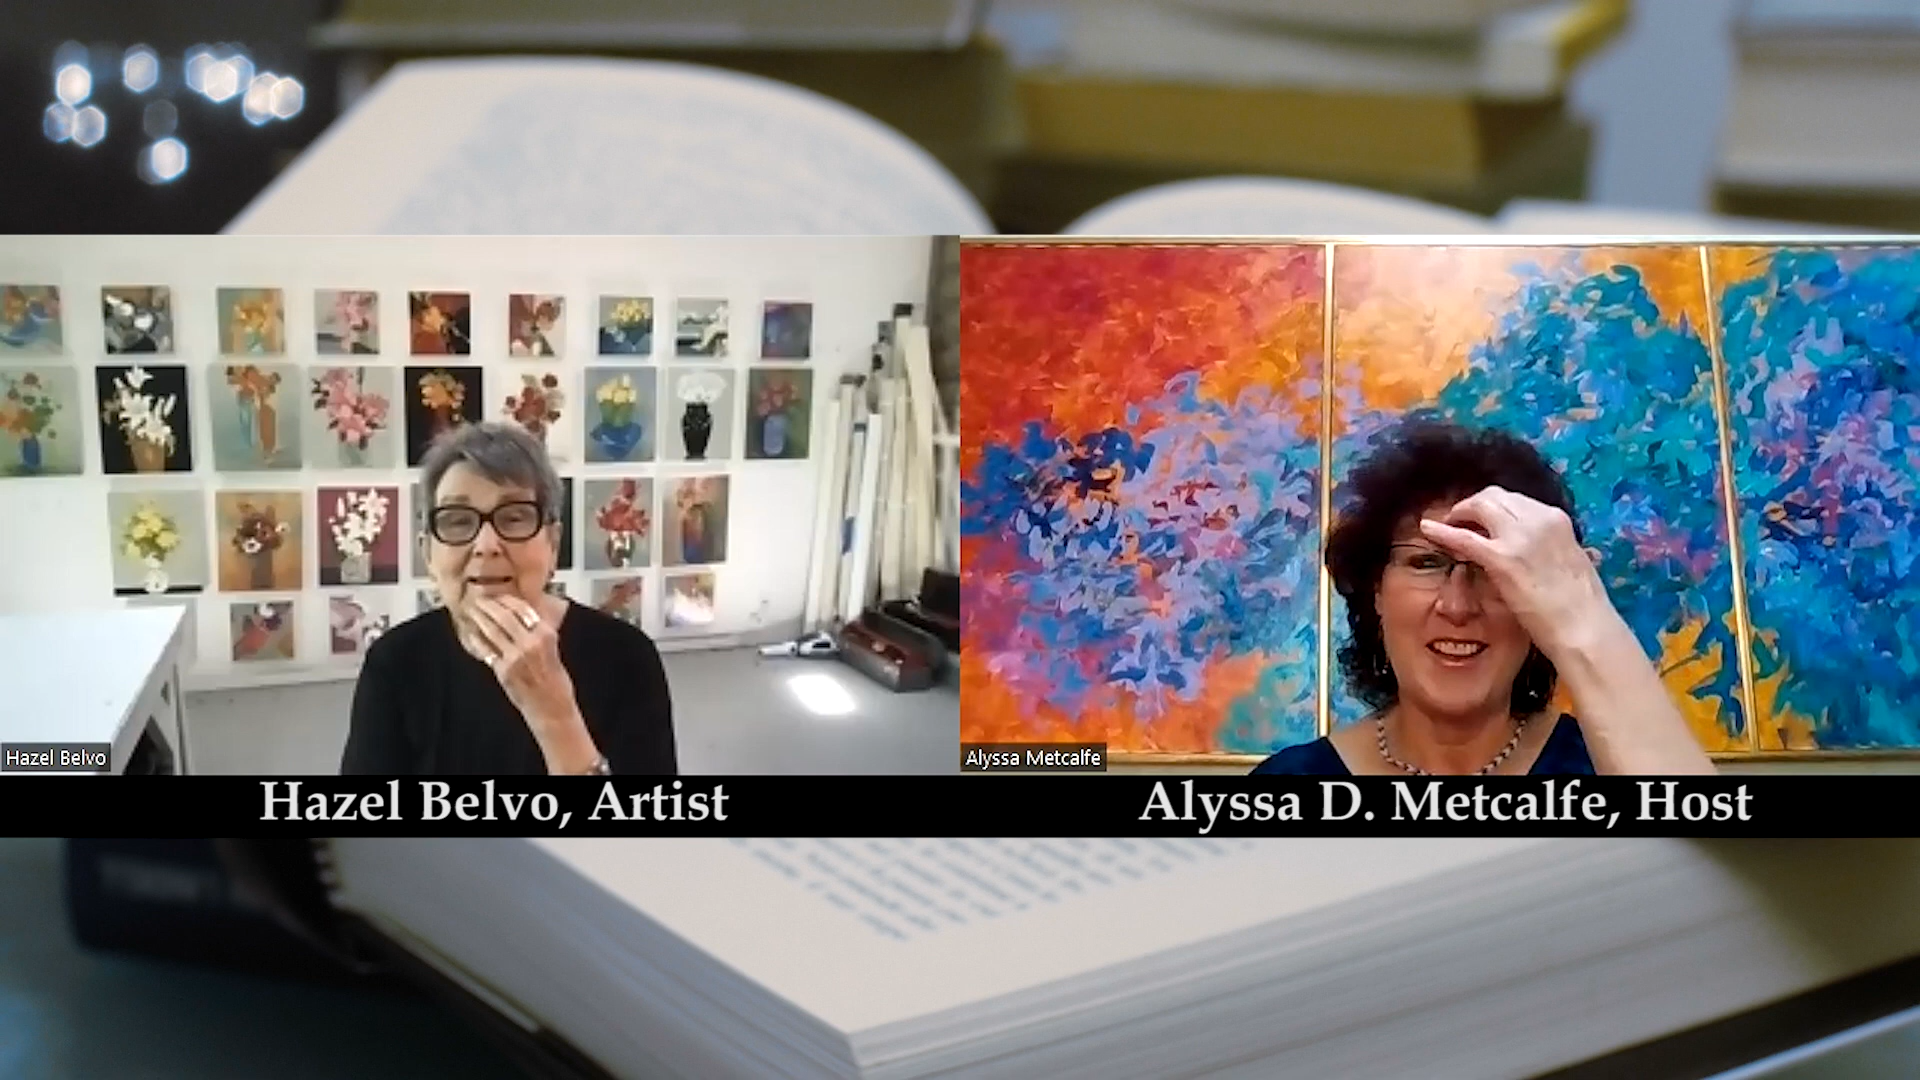 Hazel Belvo
Alyssa Metcalfe
Hazel Belvo, Artist
Alyssa D. Metcalfe, Host